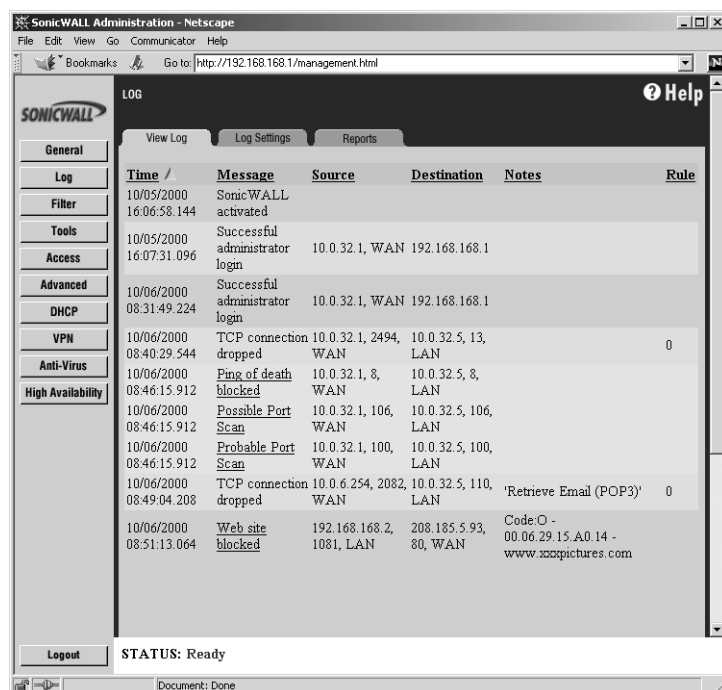 SonicWALL Administration - Netscape
File Edit View Go Communicator Help
Bookmarks Go to: http://192.168.168.1/management.html
N
SONICWALL
LOG
Help
View Log Log Settings Reports
General
Log
Filter
Tools
Access
Advanced
DHCP
VPN
Anti-Virus
High Availability
Logout
Time Message Source Destination Notes Rule
10/05/2000 SonicWALL
16:06:58.144 activated
Successful
10/05/2000 administrator 10.0.32.1, WAN 192.168.168.1
16:07:31.096 login
Successful
10/06/2000 administrator 10.0.32.1, WAN 192.168.168.1
08:31:49.224 login
10/06/2000 TCP connection 10.0.32.1, 2494, 10.0.32.5, 13, 0
08:40:29.544 dropped WAN LAN
10/06/2000 Ping of death 10.0.32.1, 8, 10.0.32.5, 8,
08:46:15.912 blocked WAN LAN
10/06/2000 Possible Port 10.0.32.1, 106, 10.0.32.5, 106,
08:46:15.912 Scan WAN LAN
10/06/2000 Probable Port 10.0.32.1, 100, 10.0.32.5, 100,
08:46:15.912 Scan WAN LAN
10/06/2000 TCP connection 10.0.6.254, 2082, 10.0.32.5, 110, 'Retrieve Email (POP3)' 0
08:49:04.208 dropped WAN LAN
10/06/2000 Web site 192.168.168.2, 208.185.5.93, Code:O -
08:51:13.064 blocked 1081, LAN 80, WAN 00.06.29.15.A0.14 -
www.xxxpictures.com
STATUS: Ready
Document: Done